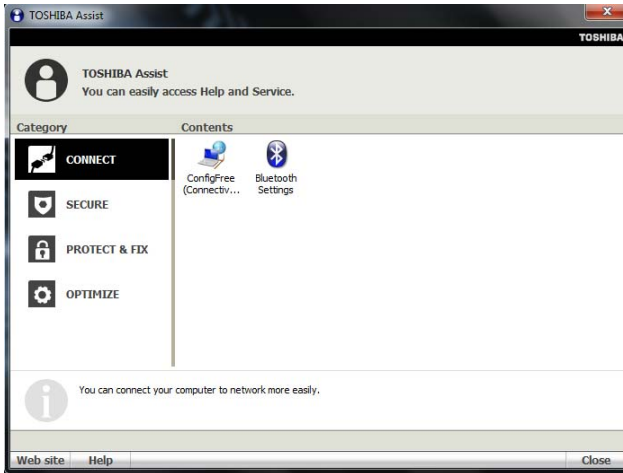 TOSHIBA Assist
TOSHIBA
TOSHIBA Assist
You can easily access Help and Service.
Category
Contents
CONNECT
SECURE
PROTECT & FIX
OPTIMIZE
ConfigFree
(Connectiv...
Bluetooth
Settings
You can connect your computer to network more easily.
Web site Help Close